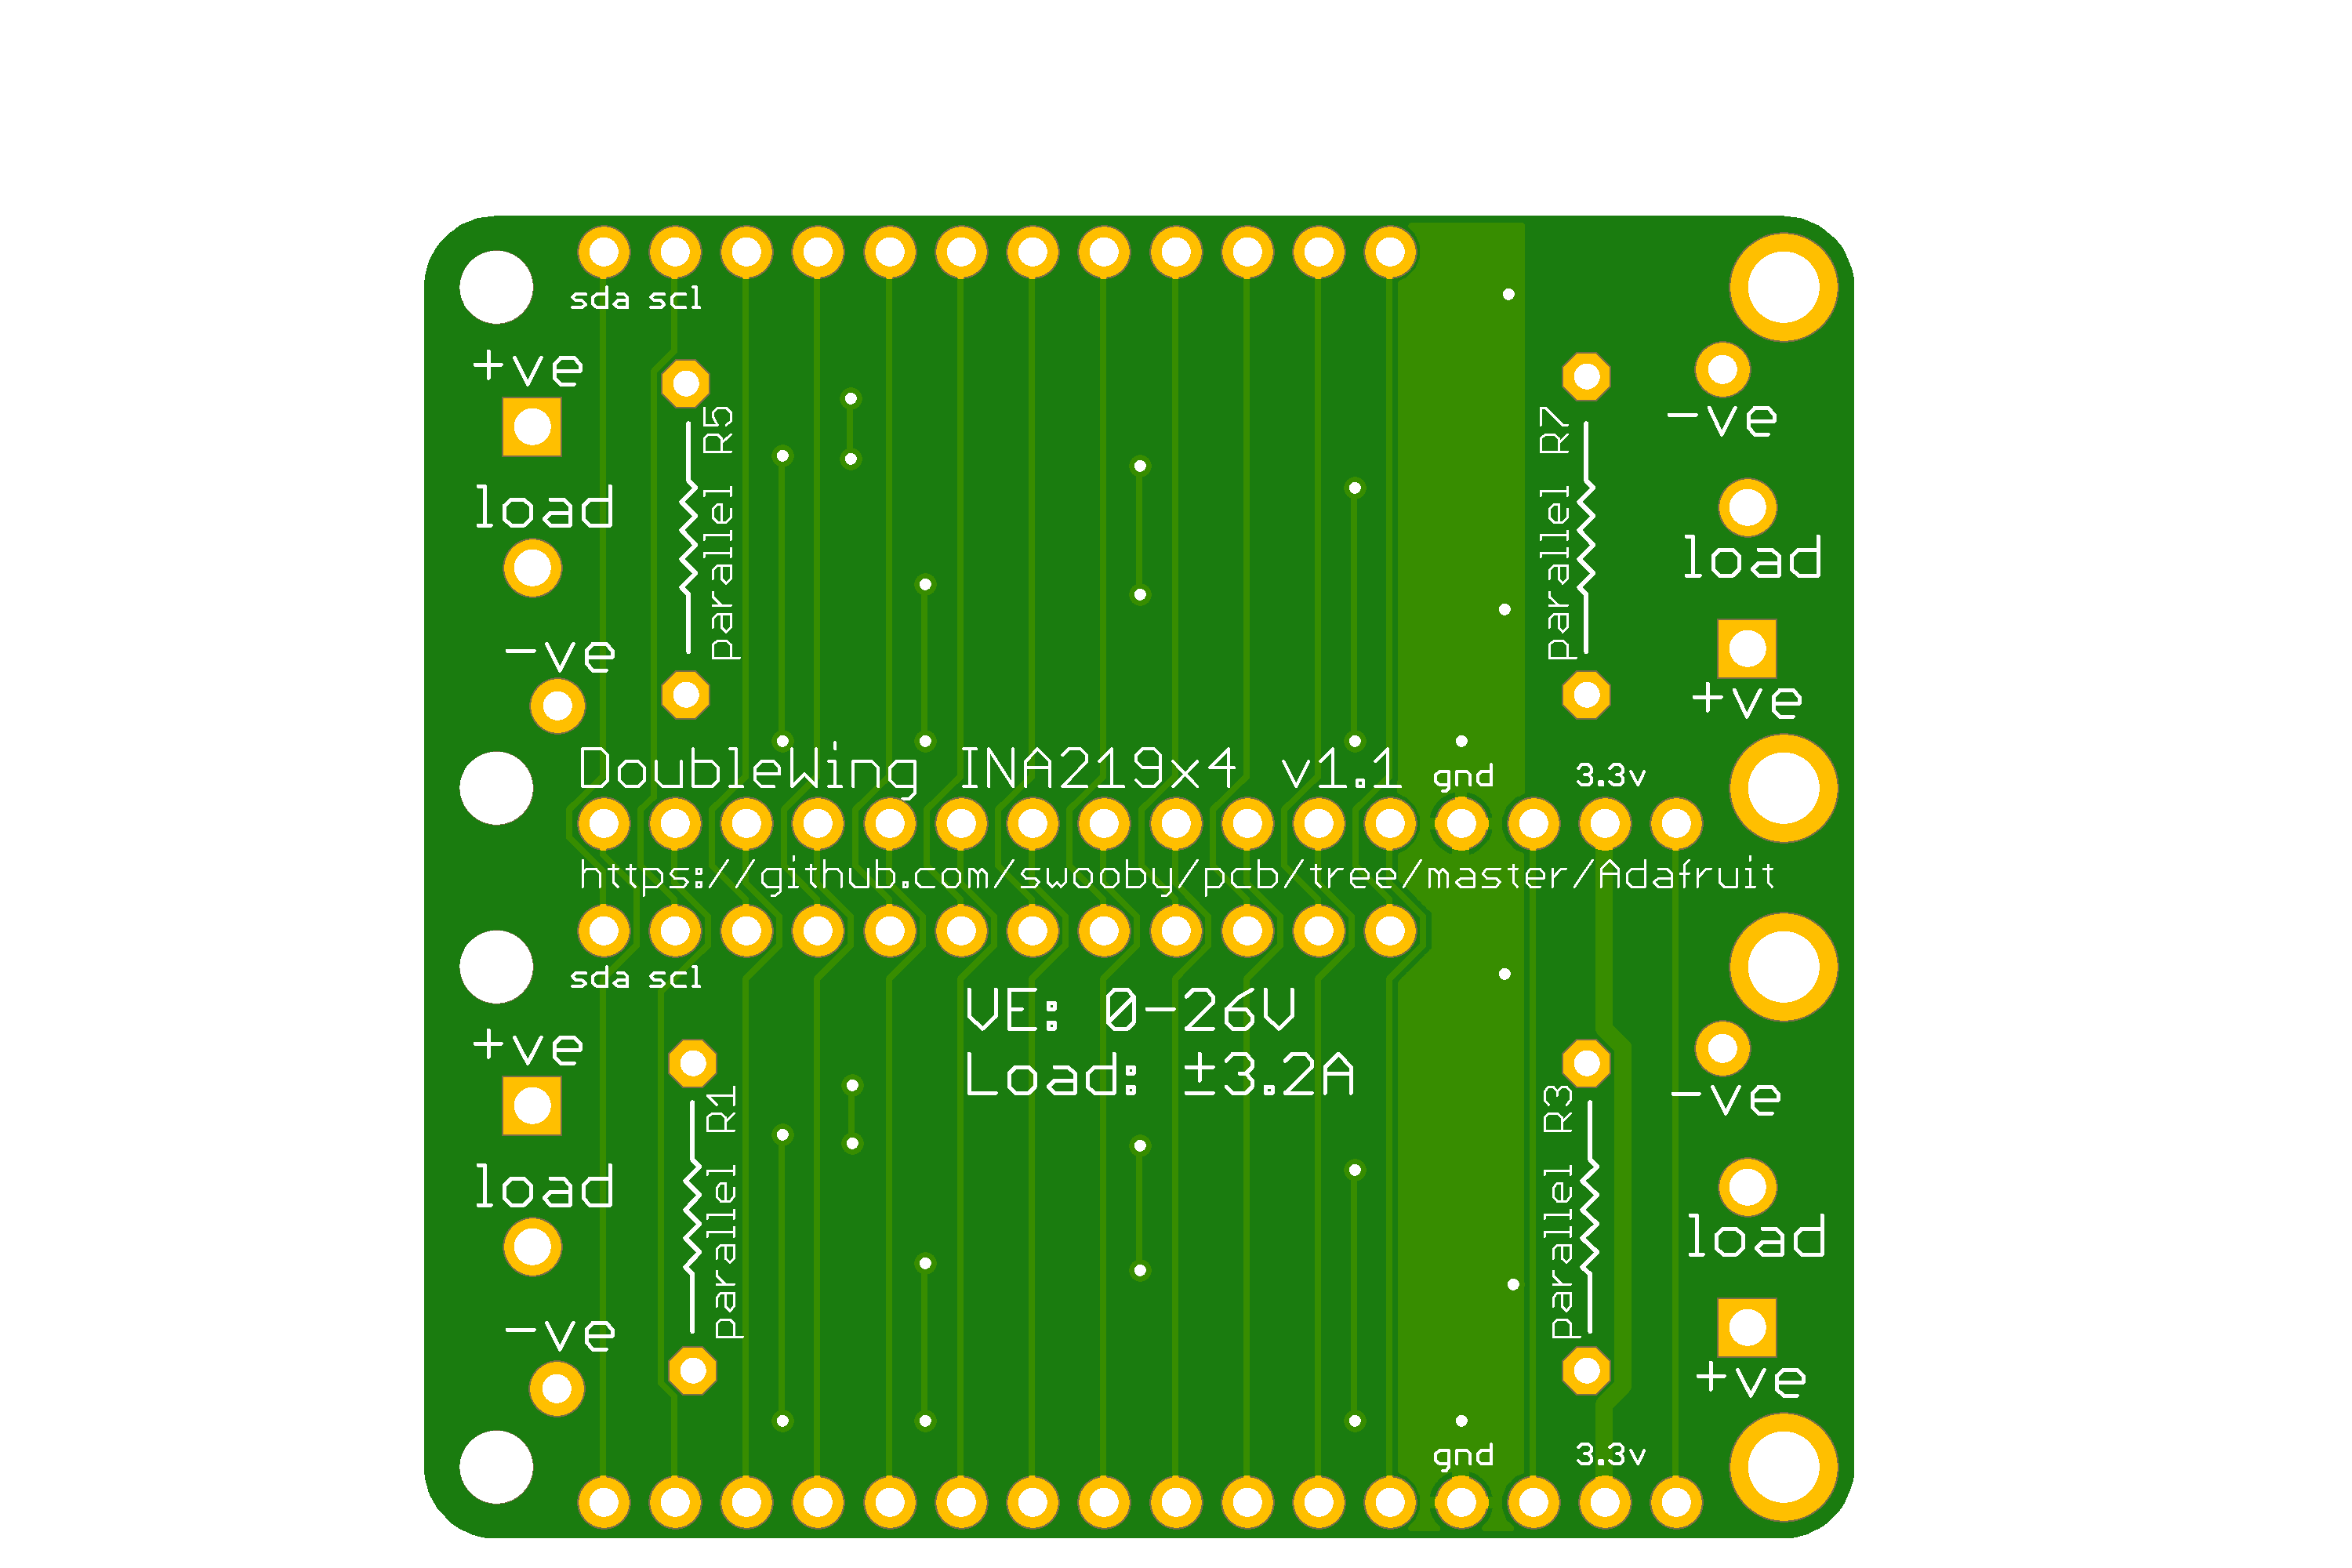 sda scl
+ve
-ve
parallel R5
parallel R7
load
load
-ve
+ve
DoubleWing INA219x4 v1.1
gnd 3.3v
https://github.com/swooby/pcb/tree/master/Adafruit
sda scl
VE: 0-26V
+ve
Load: ±3.2A
-ve
parallel R1
parallel R3
load
load
-ve
+ve
gnd 3.3v